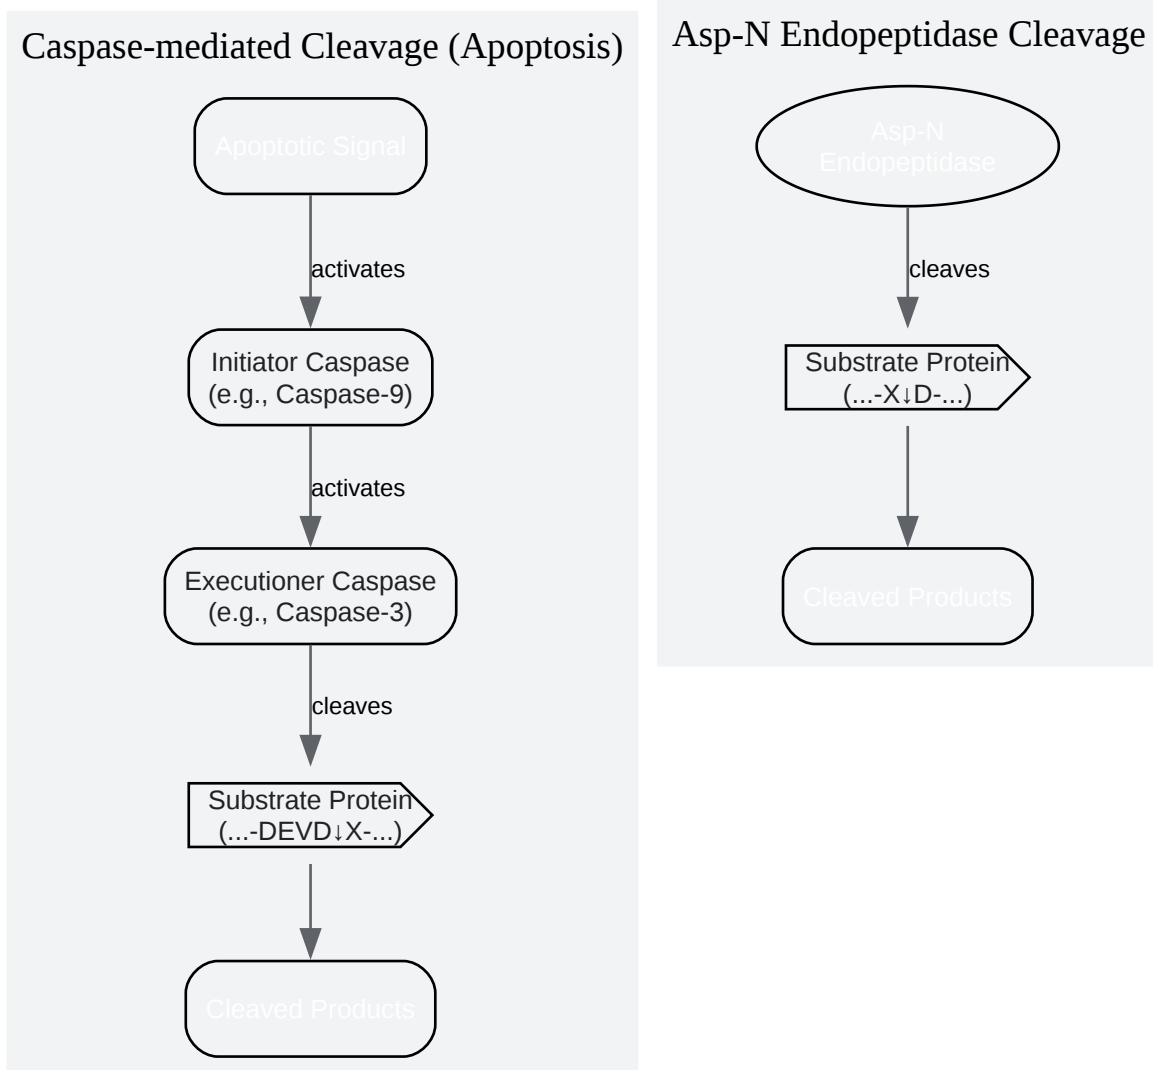 Caspase-mediated Cleavage (Apoptosis)
Apoptotic Signal
activates
Initiator Caspase
(e.g., Caspase-9)
activates
Executioner Caspase
(e.g., Caspase-3)
cleaves
Substrate Protein
(...-DEVD↓X-...)
Cleaved Products
Asp-N Endopeptidase Cleavage
Asp-N
Endopeptidase
cleaves
Substrate Protein
(...-X↓D-...)
Cleaved Products